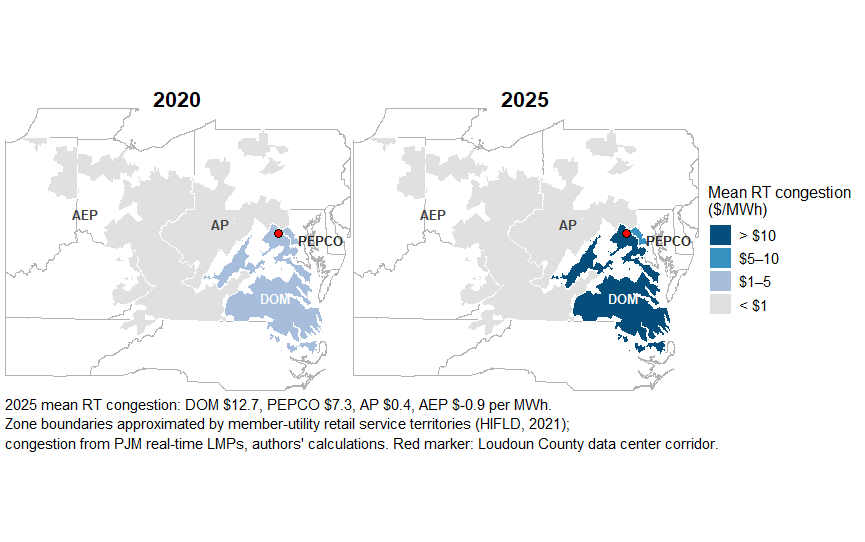 2020
2025
AEP
AP
PEPCO
DOM
AEP
AP
PEPCO
DOM
Mean RT congestion
($/MWh)
> $10
$5–10
$1–5
< $1
2025 mean RT congestion: DOM $12.7, PEPCO $7.3, AP $0.4, AEP $-0.9 per MWh.
Zone boundaries approximated by member-utility retail service territories (HIFLD, 2021);
congestion from PJM real-time LMPs, authors' calculations. Red marker: Loudoun County data center corridor.